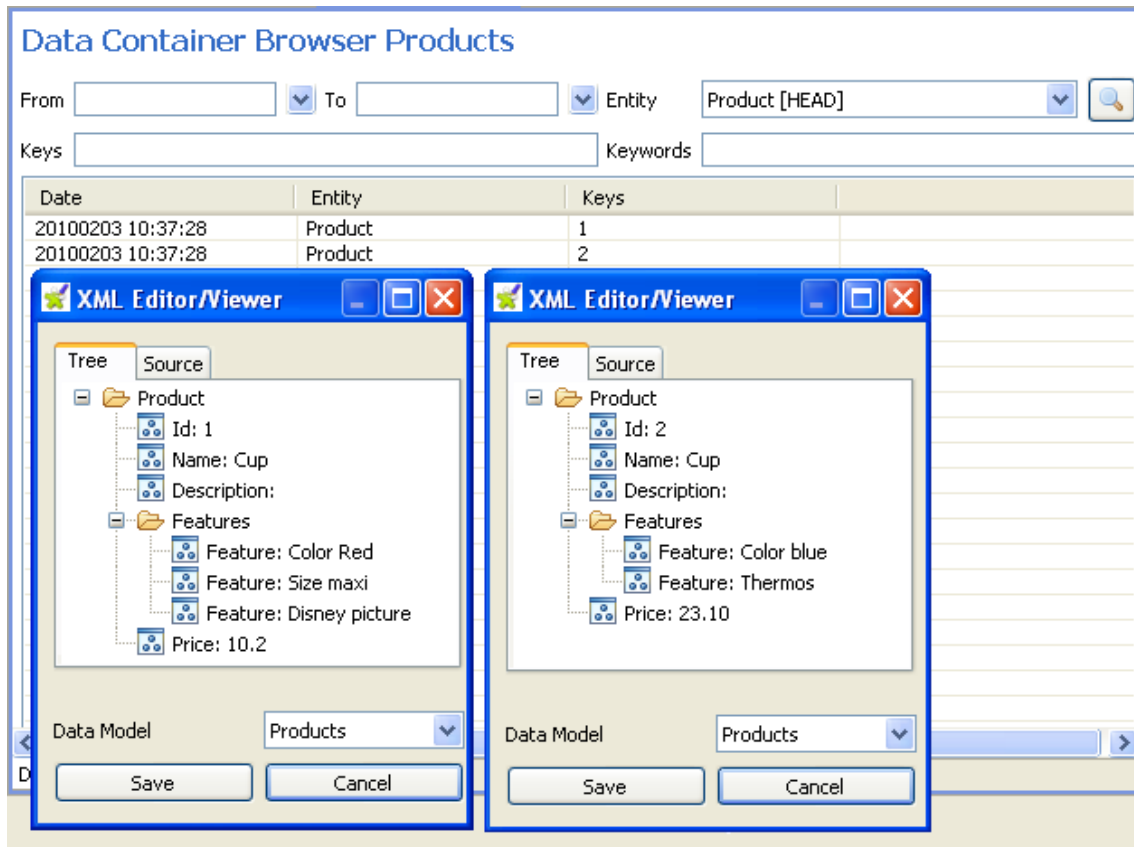 Data Container Browser Products
From To Entity Product [HEAD]
Keys Keywords
Date Entity Keys
20100203 10:37:28 Product 1
20100203 10:37:28 Product 2
XML Editor/Viewer
Tree Source
Product
Id: 1
Name: Cup
Description:
Features
Feature: Color Red
Feature: Size maxi
Feature: Disney picture
Price: 10.2
Data Model Products
Save Cancel
XML Editor/Viewer
Tree Source
Product
Id: 2
Name: Cup
Description:
Features
Feature: Color blue
Feature: Thermos
Price: 23.10
Data Model Products
Save Cancel